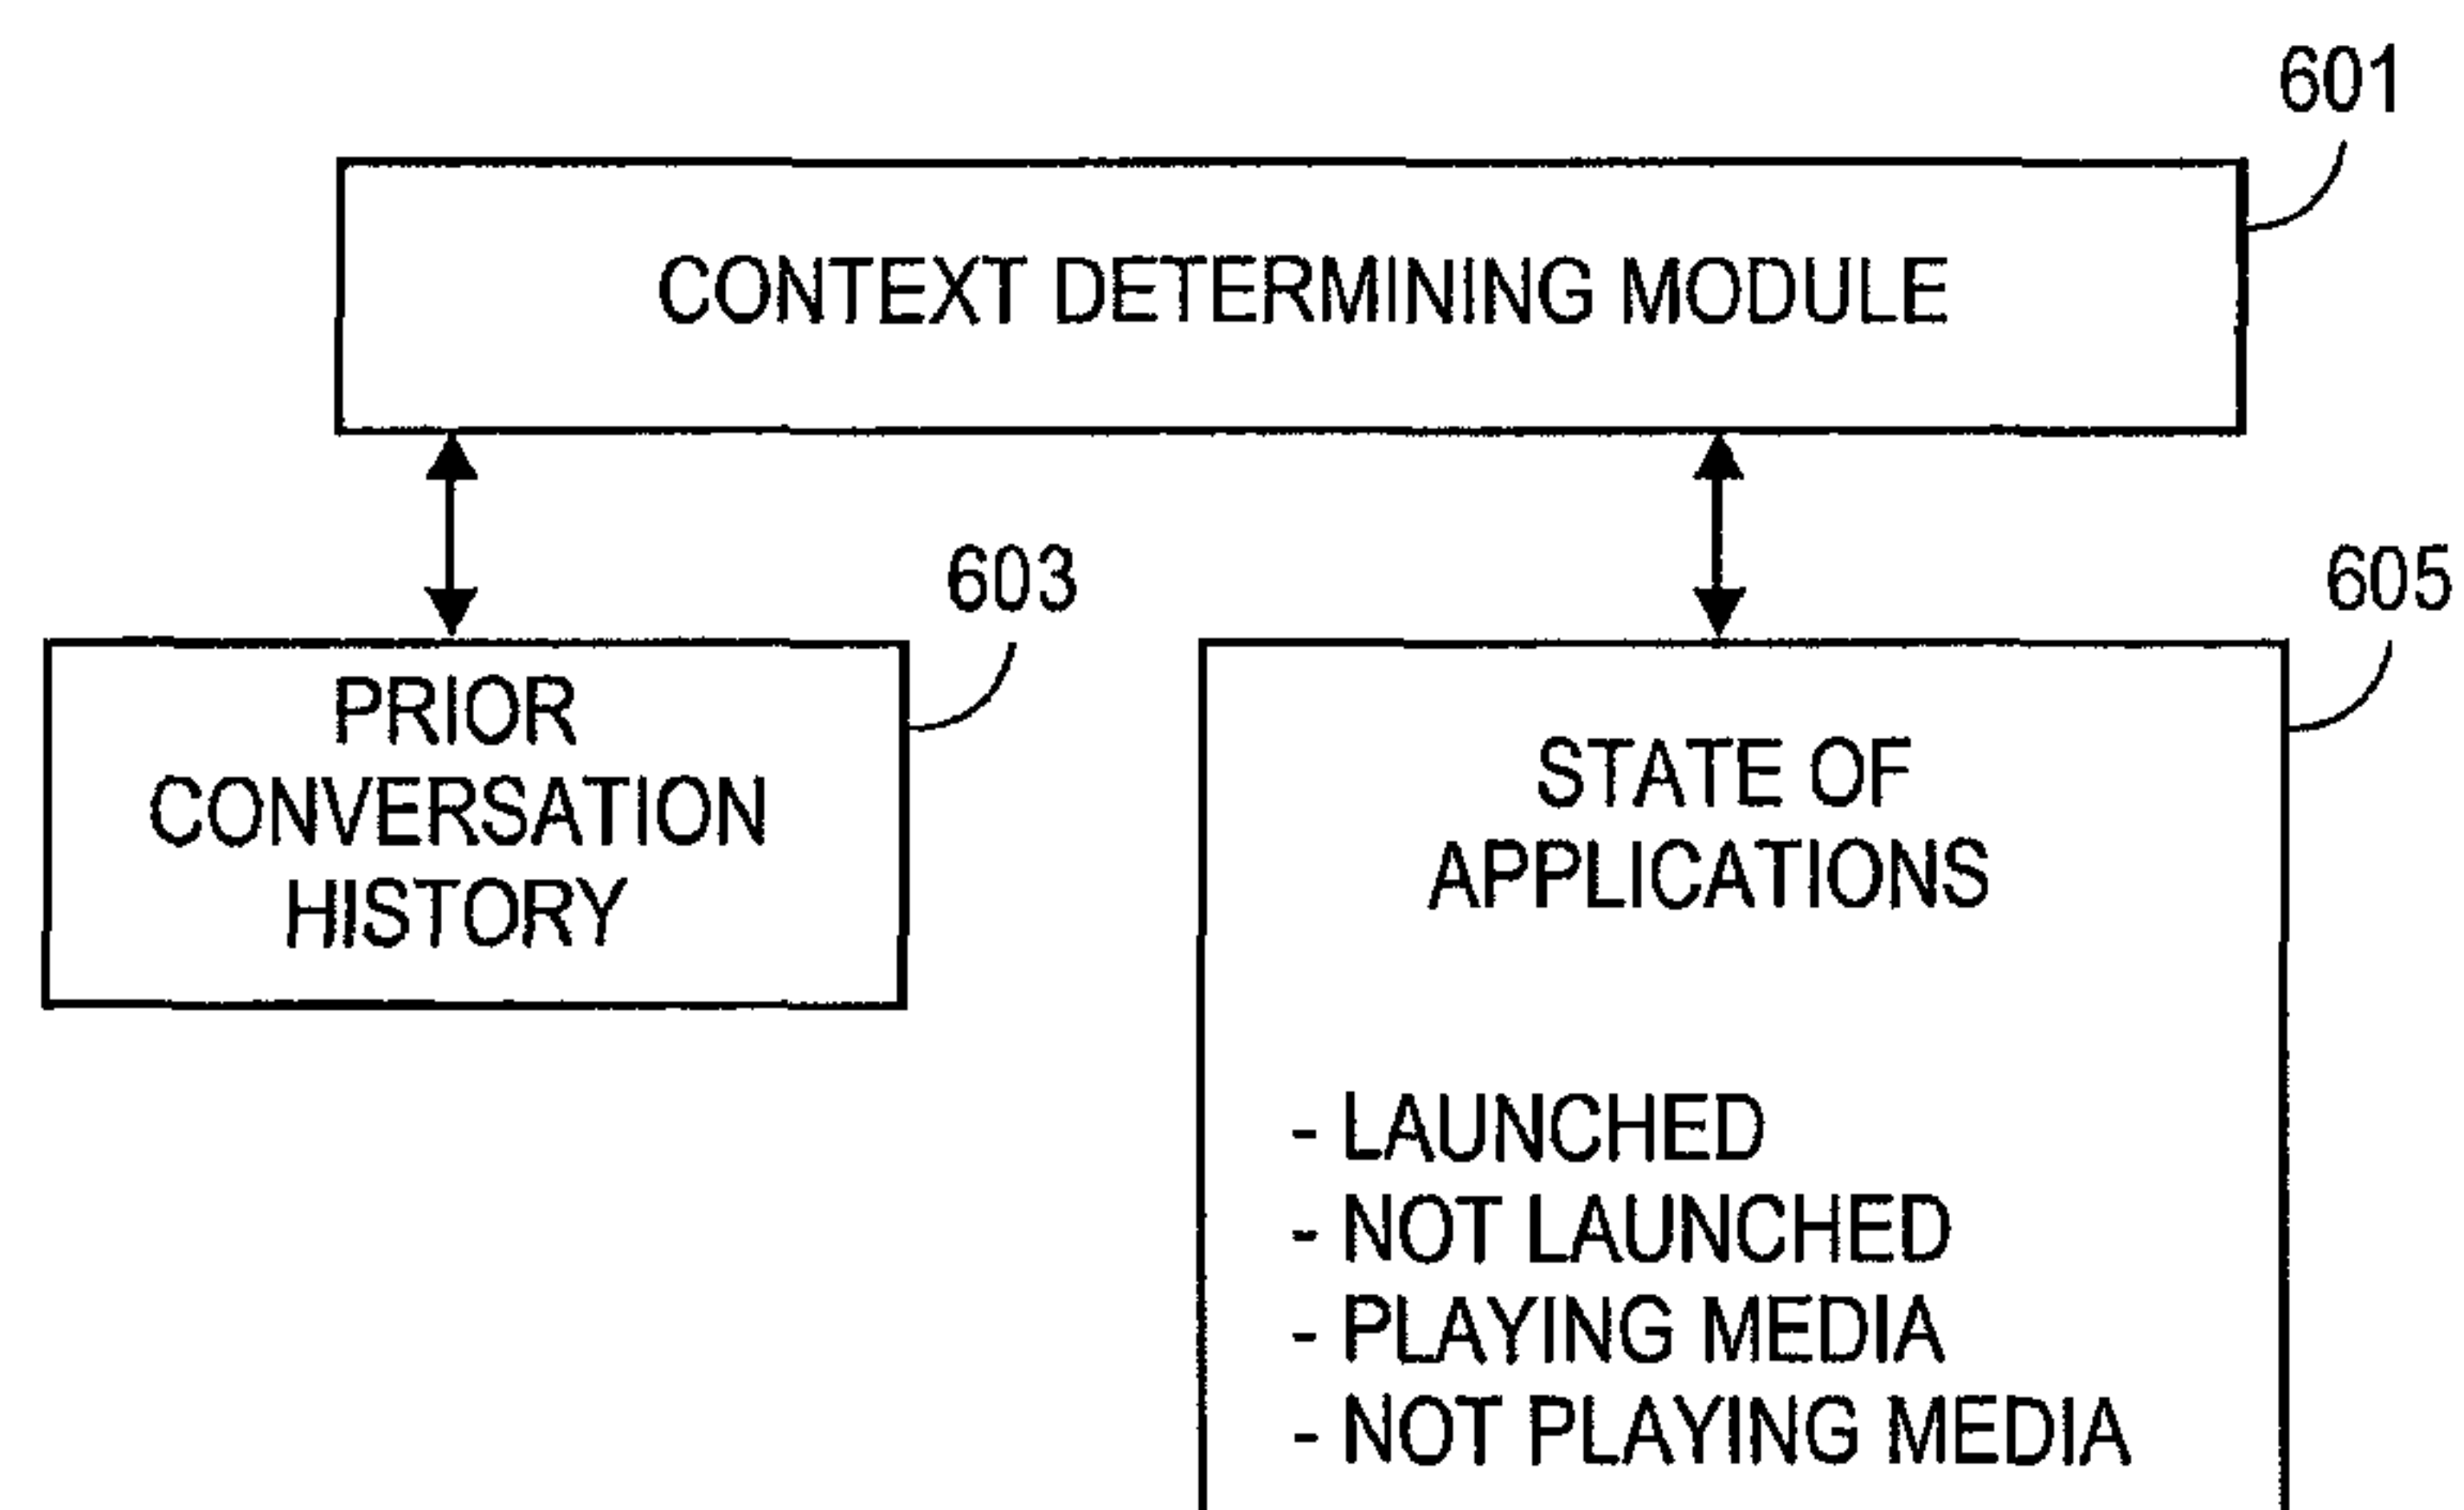 601
CONTEXT DETERMINING MODULE
603
605
PRIOR
CONVERSATION
HISTORY
STATE OF
APPLICATIONS
- LAUNCHED
- NOT LAUNCHED
- PLAYING MEDIA
- NOT PLAYING MEDIA